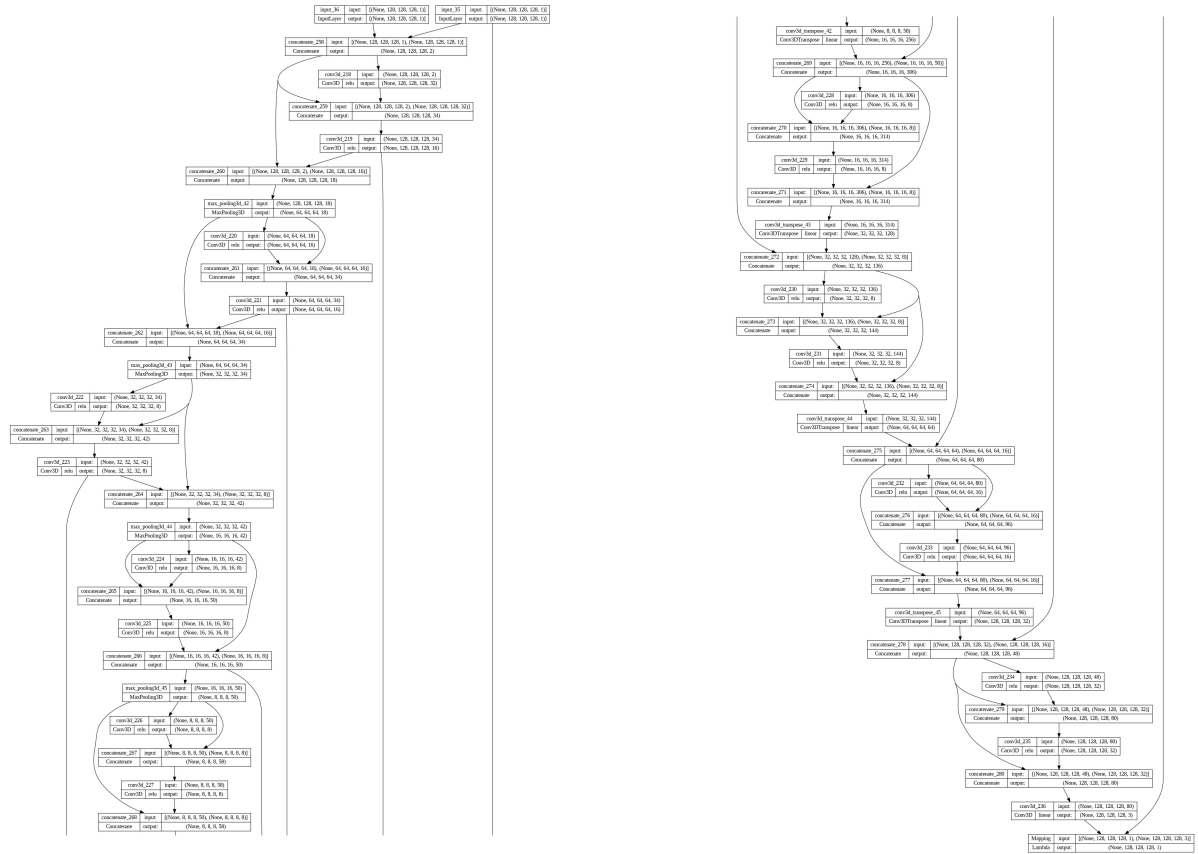 input_36 input: [(None, 128, 128, 128, 1)]
InputLayer output: [(None, 128, 128, 128, 1)]
input_35 input: [(None, 128, 128, 128, 1)]
InputLayer output: [(None, 128, 128, 128, 1)]
concatenate_258 input: [(None, 128, 128, 128, 1), (None, 128, 128, 128, 1)]
Concatenate output: (None, 128, 128, 128, 2)
conv3d_218 input: (None, 128, 128, 128, 2)
Conv3D relu output: (None, 128, 128, 128, 32)
concatenate_259 input: [(None, 128, 128, 128, 2), (None, 128, 128, 128, 32)]
Concatenate output: (None, 128, 128, 128, 34)
conv3d_219 input: (None, 128, 128, 128, 34)
Conv3D relu output: (None, 128, 128, 128, 16)
concatenate_260 input: [(None, 128, 128, 128, 2), (None, 128, 128, 128, 16)]
Concatenate output: (None, 128, 128, 128, 18)
max_pooling3d_42 input: (None, 128, 128, 128, 18)
MaxPooling3D output: (None, 64, 64, 64, 18)
conv3d_220 input: (None, 64, 64, 64, 18)
Conv3D relu output: (None, 64, 64, 64, 16)
concatenate_261 input: [(None, 64, 64, 64, 18), (None, 64, 64, 64, 16)]
Concatenate output: (None, 64, 64, 64, 34)
conv3d_221 input: (None, 64, 64, 64, 34)
Conv3D relu output: (None, 64, 64, 64, 16)
concatenate_262 input: [(None, 64, 64, 64, 18), (None, 64, 64, 64, 16)]
Concatenate output: (None, 64, 64, 64, 34)
max_pooling3d_43 input: (None, 64, 64, 64, 34)
MaxPooling3D output: (None, 32, 32, 32, 34)
conv3d_222 input: (None, 32, 32, 32, 34)
Conv3D relu output: (None, 32, 32, 32, 8)
concatenate_263 input: [(None, 32, 32, 32, 34), (None, 32, 32, 32, 8)]
Concatenate output: (None, 32, 32, 32, 42)
conv3d_223 input: (None, 32, 32, 32, 42)
Conv3D relu output: (None, 32, 32, 32, 8)
concatenate_264 input: [(None, 32, 32, 32, 34), (None, 32, 32, 32, 8)]
Concatenate output: (None, 32, 32, 32, 42)
max_pooling3d_44 input: (None, 32, 32, 32, 42)
MaxPooling3D output: (None, 16, 16, 16, 42)
conv3d_224 input: (None, 16, 16, 16, 42)
Conv3D relu output: (None, 16, 16, 16, 8)
concatenate_265 input: [(None, 16, 16, 16, 42), (None, 16, 16, 16, 8)]
Concatenate output: (None, 16, 16, 16, 50)
conv3d_225 input: (None, 16, 16, 16, 50)
Conv3D relu output: (None, 16, 16, 16, 8)
concatenate_266 input: [(None, 16, 16, 16, 42), (None, 16, 16, 16, 8)]
Concatenate output: (None, 16, 16, 16, 50)
max_pooling3d_45 input: (None, 16, 16, 16, 50)
MaxPooling3D output: (None, 8, 8, 8, 50)
conv3d_226 input: (None, 8, 8, 8, 50)
Conv3D relu output: (None, 8, 8, 8, 8)
concatenate_267 input: [(None, 8, 8, 8, 50), (None, 8, 8, 8, 8)]
Concatenate output: (None, 8, 8, 8, 58)
conv3d_227 input: (None, 8, 8, 8, 58)
Conv3D relu output: (None, 8, 8, 8, 8)
concatenate_268 input: [(None, 8, 8, 8, 50), (None, 8, 8, 8, 8)]
Concatenate output: (None, 8, 8, 8, 58)
conv3d_transpose_42 input: (None, 8, 8, 8, 58)
Conv3DTranspose linear output: (None, 16, 16, 16, 256)
concatenate_269 input: [(None, 16, 16, 16, 256), (None, 16, 16, 16, 50)]
Concatenate output: (None, 16, 16, 16, 306)
conv3d_228 input: (None, 16, 16, 16, 306)
Conv3D relu output: (None, 16, 16, 16, 8)
concatenate_270 input: [(None, 16, 16, 16, 306), (None, 16, 16, 16, 8)]
Concatenate output: (None, 16, 16, 16, 314)
conv3d_229 input: (None, 16, 16, 16, 314)
Conv3D relu output: (None, 16, 16, 16, 8)
concatenate_271 input: [(None, 16, 16, 16, 306), (None, 16, 16, 16, 8)]
Concatenate output: (None, 16, 16, 16, 314)
conv3d_transpose_43 input: (None, 16, 16, 16, 314)
Conv3DTranspose linear output: (None, 32, 32, 32, 128)
concatenate_272 input: [(None, 32, 32, 32, 128), (None, 32, 32, 32, 8)]
Concatenate output: (None, 32, 32, 32, 136)
conv3d_230 input: (None, 32, 32, 32, 136)
Conv3D relu output: (None, 32, 32, 32, 8)
concatenate_273 input: [(None, 32, 32, 32, 136), (None, 32, 32, 32, 8)]
Concatenate output: (None, 32, 32, 32, 144)
conv3d_231 input: (None, 32, 32, 32, 144)
Conv3D relu output: (None, 32, 32, 32, 8)
concatenate_274 input: [(None, 32, 32, 32, 136), (None, 32, 32, 32, 8)]
Concatenate output: (None, 32, 32, 32, 144)
conv3d_transpose_44 input: (None, 32, 32, 32, 144)
Conv3DTranspose linear output: (None, 64, 64, 64, 64)
concatenate_275 input: [(None, 64, 64, 64, 64), (None, 64, 64, 64, 16)]
Concatenate output: (None, 64, 64, 64, 80)
conv3d_232 input: (None, 64, 64, 64, 80)
Conv3D relu output: (None, 64, 64, 64, 16)
concatenate_276 input: [(None, 64, 64, 64, 80), (None, 64, 64, 64, 16)]
Concatenate output: (None, 64, 64, 64, 96)
conv3d_233 input: (None, 64, 64, 64, 96)
Conv3D relu output: (None, 64, 64, 64, 16)
concatenate_277 input: [(None, 64, 64, 64, 80), (None, 64, 64, 64, 16)]
Concatenate output: (None, 64, 64, 64, 96)
conv3d_transpose_45 input: (None, 64, 64, 64, 96)
Conv3DTranspose linear output: (None, 128, 128, 128, 32)
concatenate_278 input: [(None, 128, 128, 128, 32), (None, 128, 128, 128, 16)]
Concatenate output: (None, 128, 128, 128, 48)
conv3d_234 input: (None, 128, 128, 128, 48)
Conv3D relu output: (None, 128, 128, 128, 32)
concatenate_279 input: [(None, 128, 128, 128, 48), (None, 128, 128, 128, 32)]
Concatenate output: (None, 128, 128, 128, 80)
conv3d_235 input: (None, 128, 128, 128, 80)
Conv3D relu output: (None, 128, 128, 128, 32)
concatenate_280 input: [(None, 128, 128, 128, 48), (None, 128, 128, 128, 32)]
Concatenate output: (None, 128, 128, 128, 80)
conv3d_236 input: (None, 128, 128, 128, 80)
Conv3D linear output: (None, 128, 128, 128, 3)
Mapping input: [(None, 128, 128, 128, 1), (None, 128, 128, 128, 3)]
Lambda output: (None, 128, 128, 128, 1)